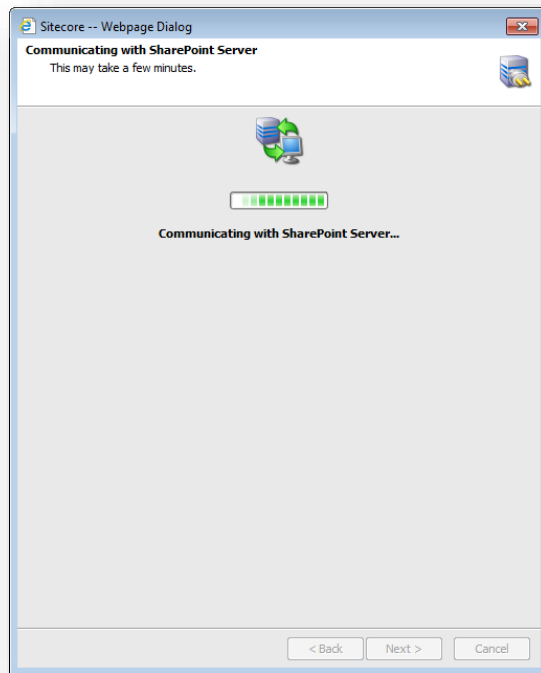 Sitecore -- Webpage Dialog
Communicating with SharePoint Server
This may take a few minutes.
Communicating with SharePoint Server...
< Back Next > Cancel